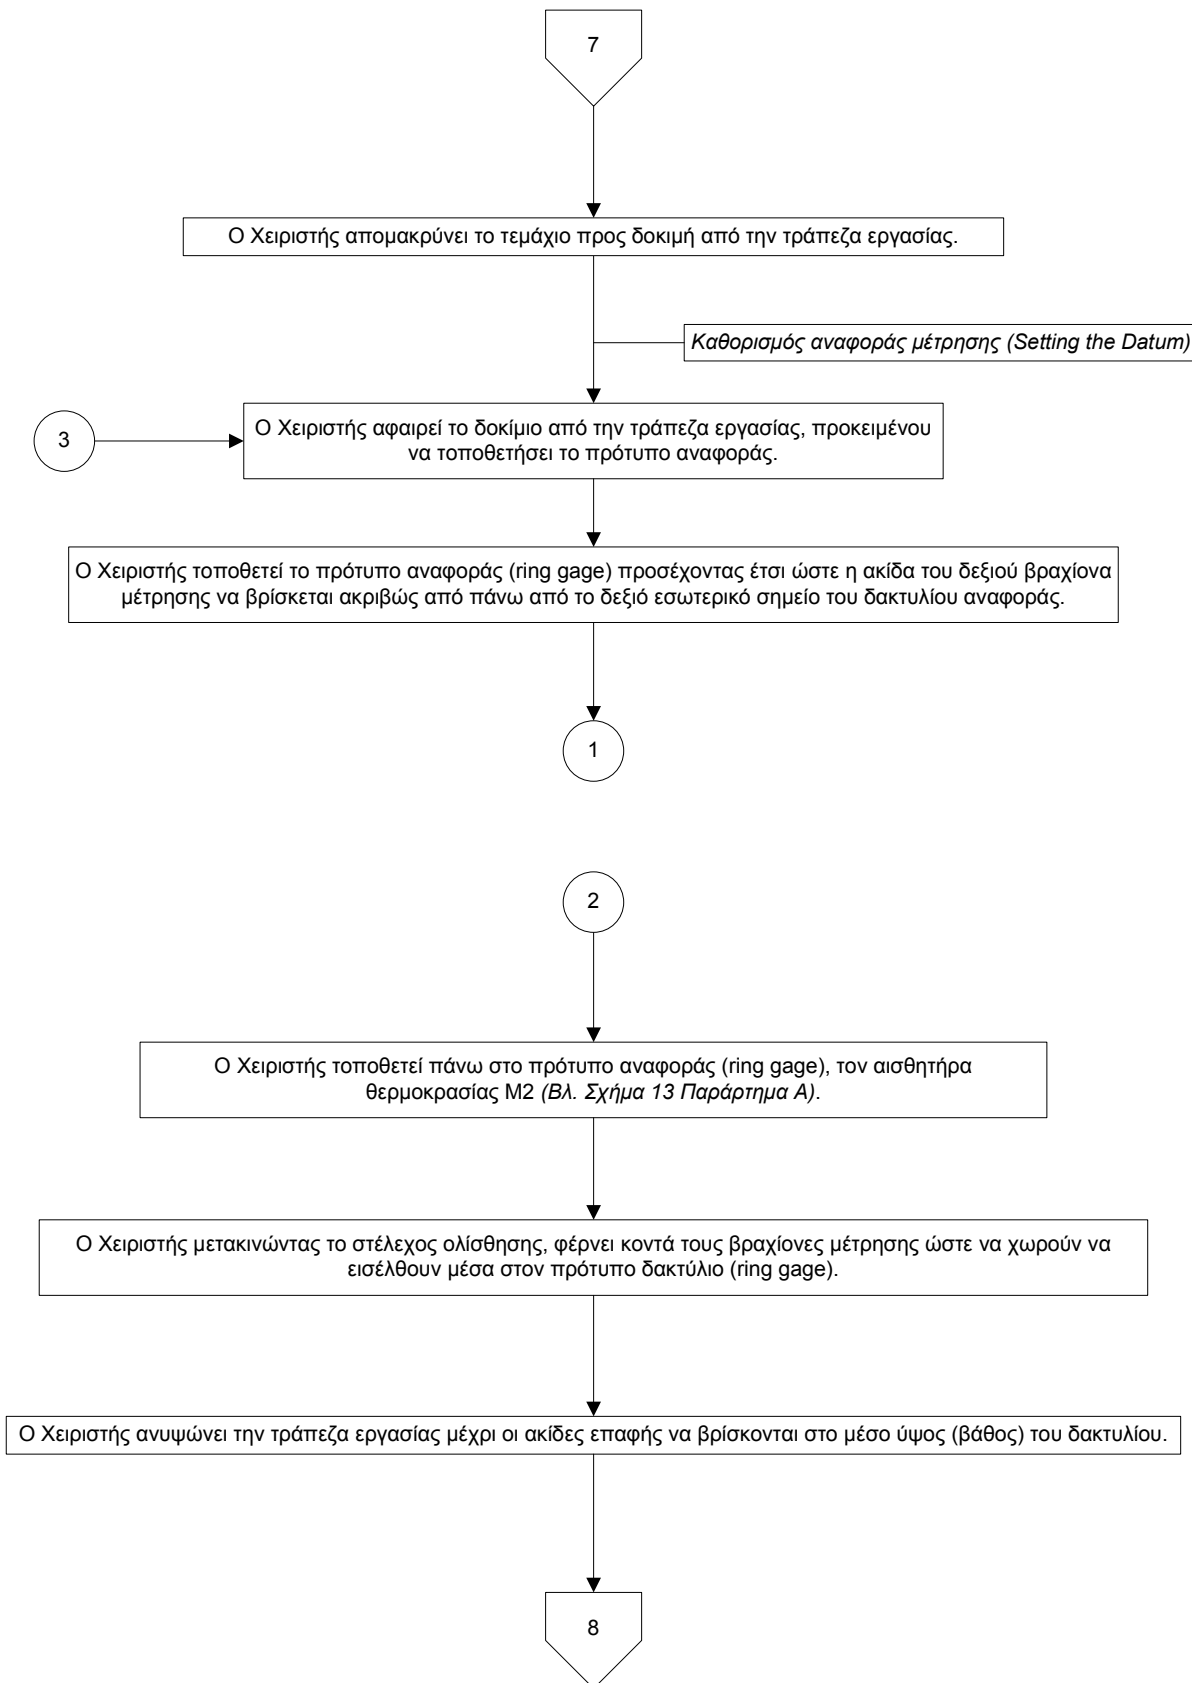 7
Ο Χειριστής απομακρύνει το τεμάχιο προς δοκιμή από την τράπεζα εργασίας.
Καθορισμός αναφοράς μέτρησης (Setting the Datum)
3
Ο Χειριστής αφαιρεί το δοκίμιο από την τράπεζα εργασίας, προκειμένου
να τοποθετήσει το πρότυπο αναφοράς.
Ο Χειριστής τοποθετεί το πρότυπο αναφοράς (ring gage) προσέχοντας έτσι ώστε η ακίδα του δεξιού βραχίονα
μέτρησης να βρίσκεται ακριβώς από πάνω από το δεξιό εσωτερικό σημείο του δακτυλίου αναφοράς.
1
2
Ο Χειριστής τοποθετεί πάνω στο πρότυπο αναφοράς (ring gage), τον αισθητήρα
θερμοκρασίας M2 (Βλ. Σχήμα 13 Παράρτημα Α).
Ο Χειριστής μετακινώντας το στέλεχος ολίσθησης, φέρνει κοντά τους βραχίονες μέτρησης ώστε να χωρούν να
εισέλθουν μέσα στον πρότυπο δακτύλιο (ring gage).
Ο Χειριστής ανυψώνει την τράπεζα εργασίας μέχρι οι ακίδες επαφής να βρίσκονται στο μέσο ύψος (βάθος) του δακτυλίου.
8